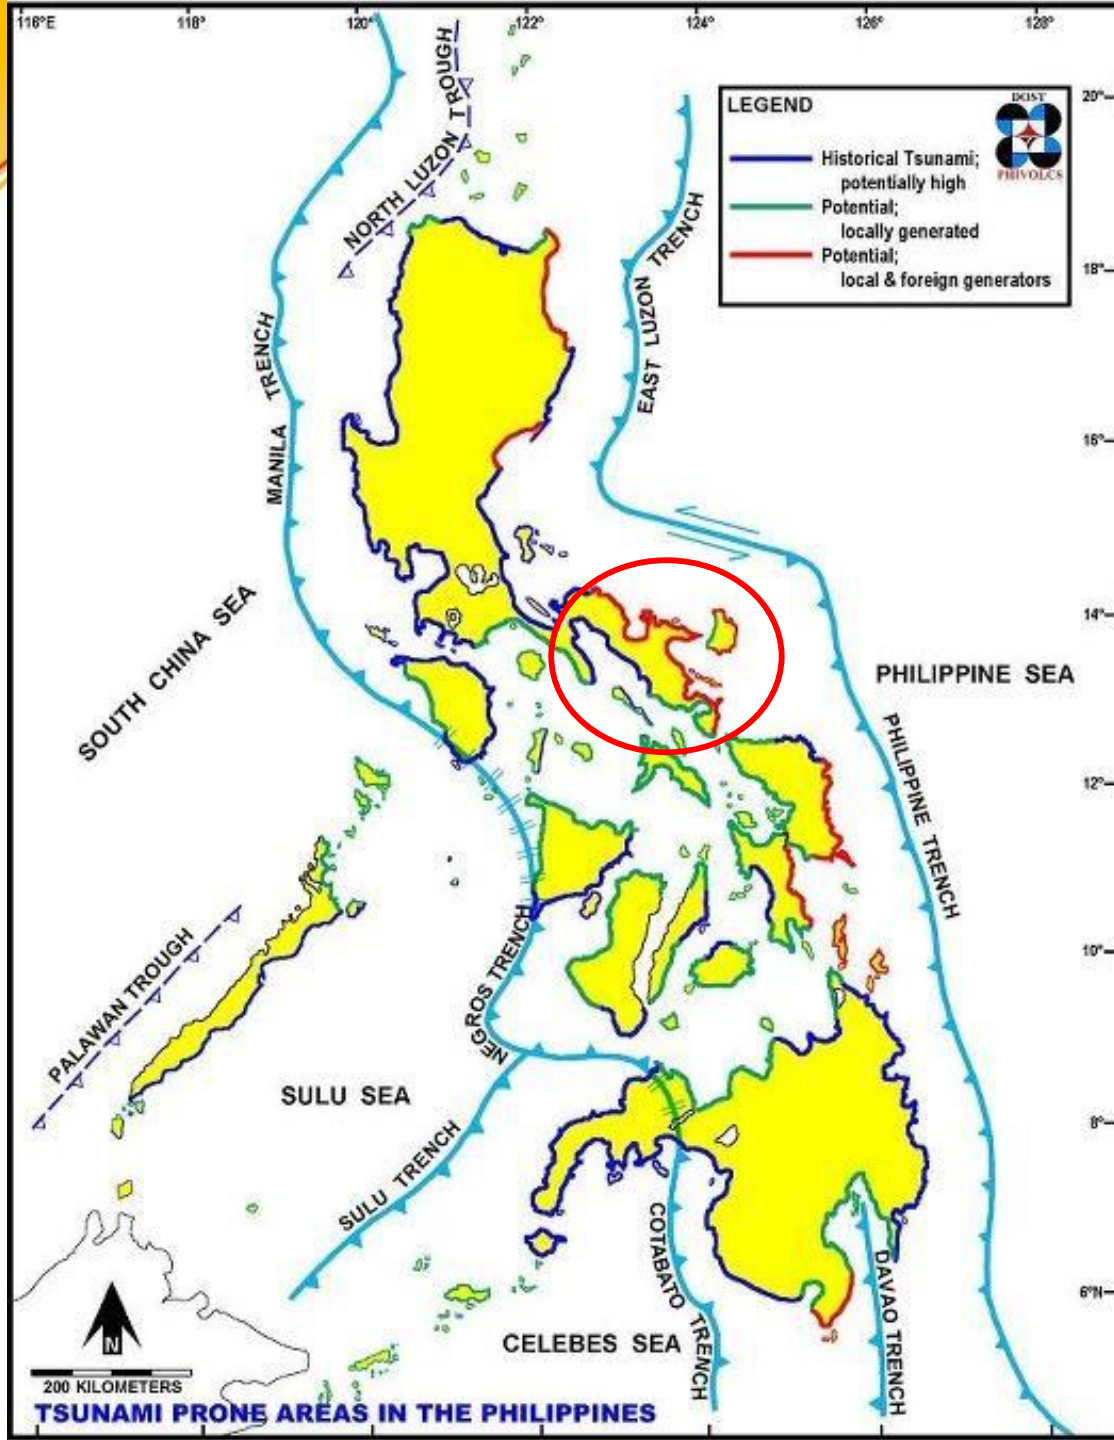 116°E
118°
120°
122°
124°
126°
128°
20°
18°
16°
14°
12°
10°
8°
6°N
LEGEND
DOST
PHIVOLCS
Historical Tsunami;
potentially high
Potential;
locally generated
Potential;
local & foreign generators
NORTH LUZON TROUGH
EAST LUZON TRENCH
MANILA TRENCH
SOUTH CHINA SEA
PHILIPPINE SEA
PHILIPPINE TRENCH
PALAWAN TROUGH
NEGROS TRENCH
SULU SEA
SULU TRENCH
COTABATO TRENCH
DAVAO TRENCH
CELEBES SEA
N
200 KILOMETERS
TSUNAMI PRONE AREAS IN THE PHILIPPINES